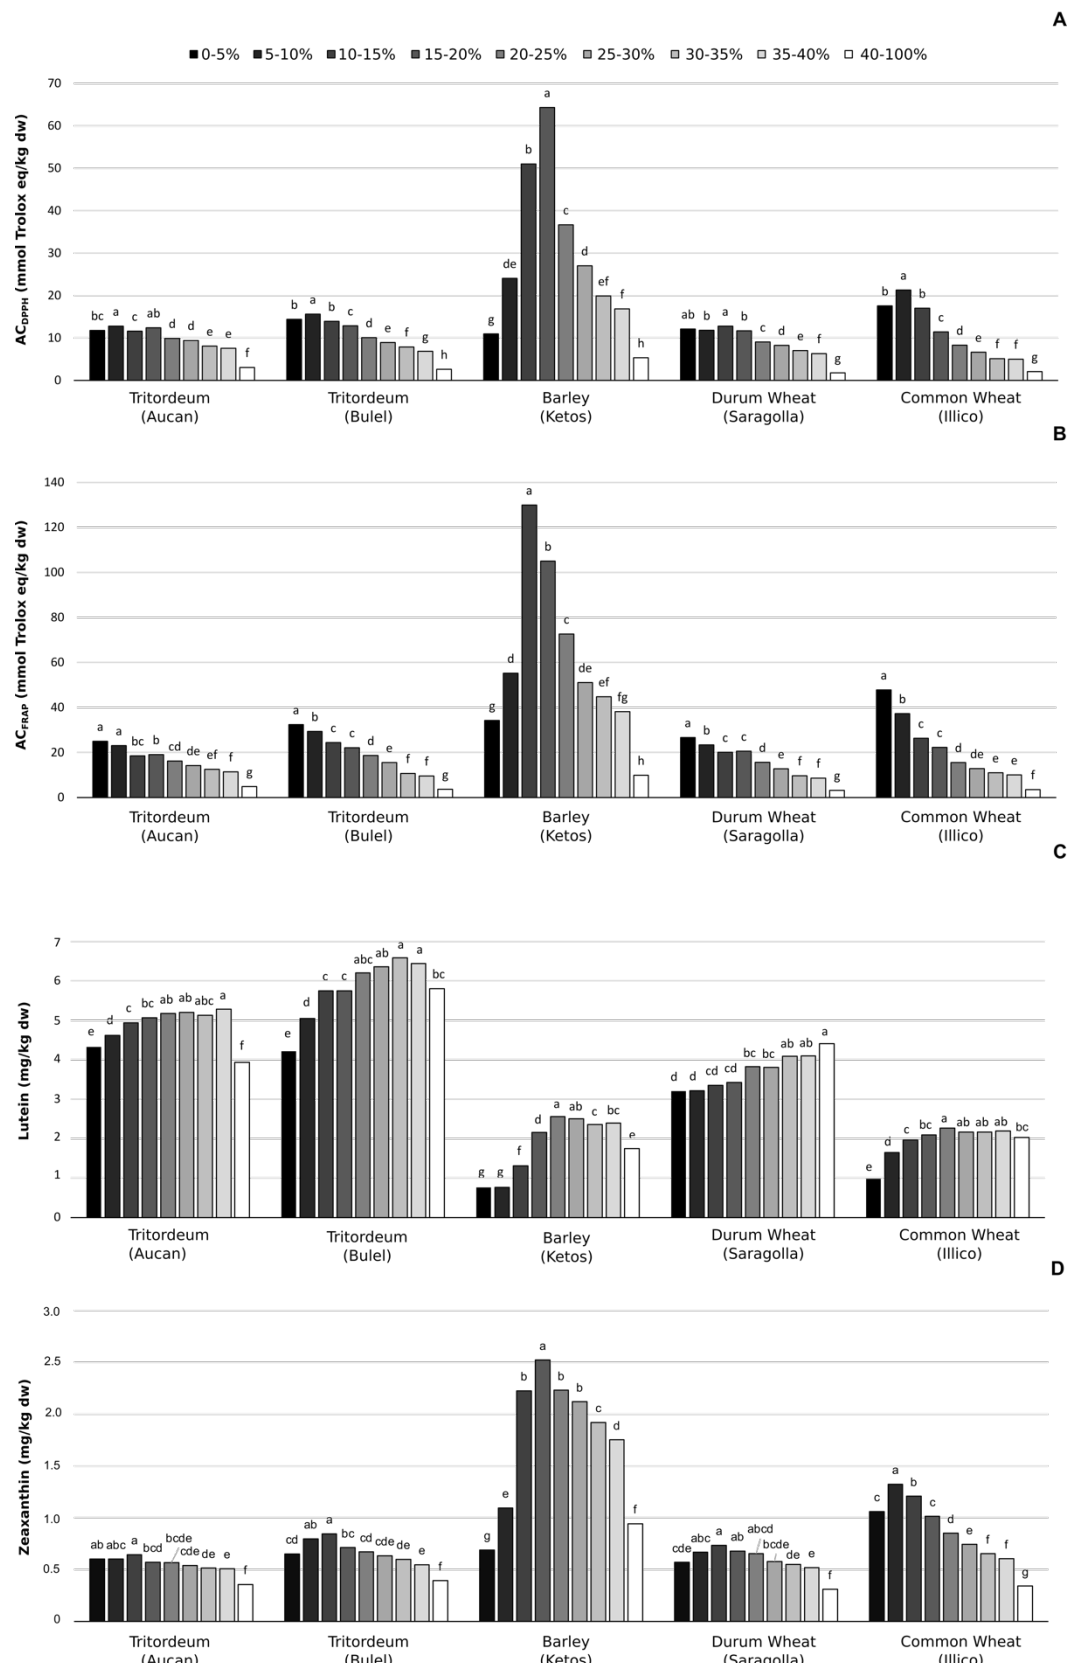 A
0-5% 5-10% 10-15% 15-20% 20-25% 25-30% 30-35% 35-40% 40-100%
AC_DPPH (mmol Trolox eq/kg dw)
70
60
50
40
30
20
10
0
bc a c ab d d e e f
b a b c d e f g h
g de b a c d ef f h
ab b a b c d e f g
b a b c d e f f g
Tritordeum (Aucan)
Tritordeum (Bulel)
Barley (Ketos)
Durum Wheat (Saragolla)
Common Wheat (Illico)
B
AC_FRAP (mmol Trolox eq/kg dw)
140
120
100
80
60
40
20
0
a a bc b cd de ef f g
a b c c d e f f g
g d a b c de ef fg h
a b c c d e f f g
a b c c d de e e f
Tritordeum (Aucan)
Tritordeum (Bulel)
Barley (Ketos)
Durum Wheat (Saragolla)
Common Wheat (Illico)
C
Lutein (mg/kg dw)
7
6
5
4
3
2
1
0
e d c bc ab ab abc a f
e d c c abc ab a a bc
g g f d a ab c bc e
d d cd cd bc bc ab ab a
e d c bc a ab ab ab bc
Tritordeum (Aucan)
Tritordeum (Bulel)
Barley (Ketos)
Durum Wheat (Saragolla)
Common Wheat (Illico)
D
Zeaxanthin (mg/kg dw)
3.0
2.5
2.0
1.5
1.0
0.5
0
ab abc a bcd bcde cde de e f
cd ab a bc cd cde de e f
g e b a b b c d f
cde abc a ab abcd bcde de e f
c a b c d e f f g
Tritordeum (Aucan)
Tritordeum (Bulel)
Barley (Ketos)
Durum Wheat (Saragolla)
Common Wheat (Illico)